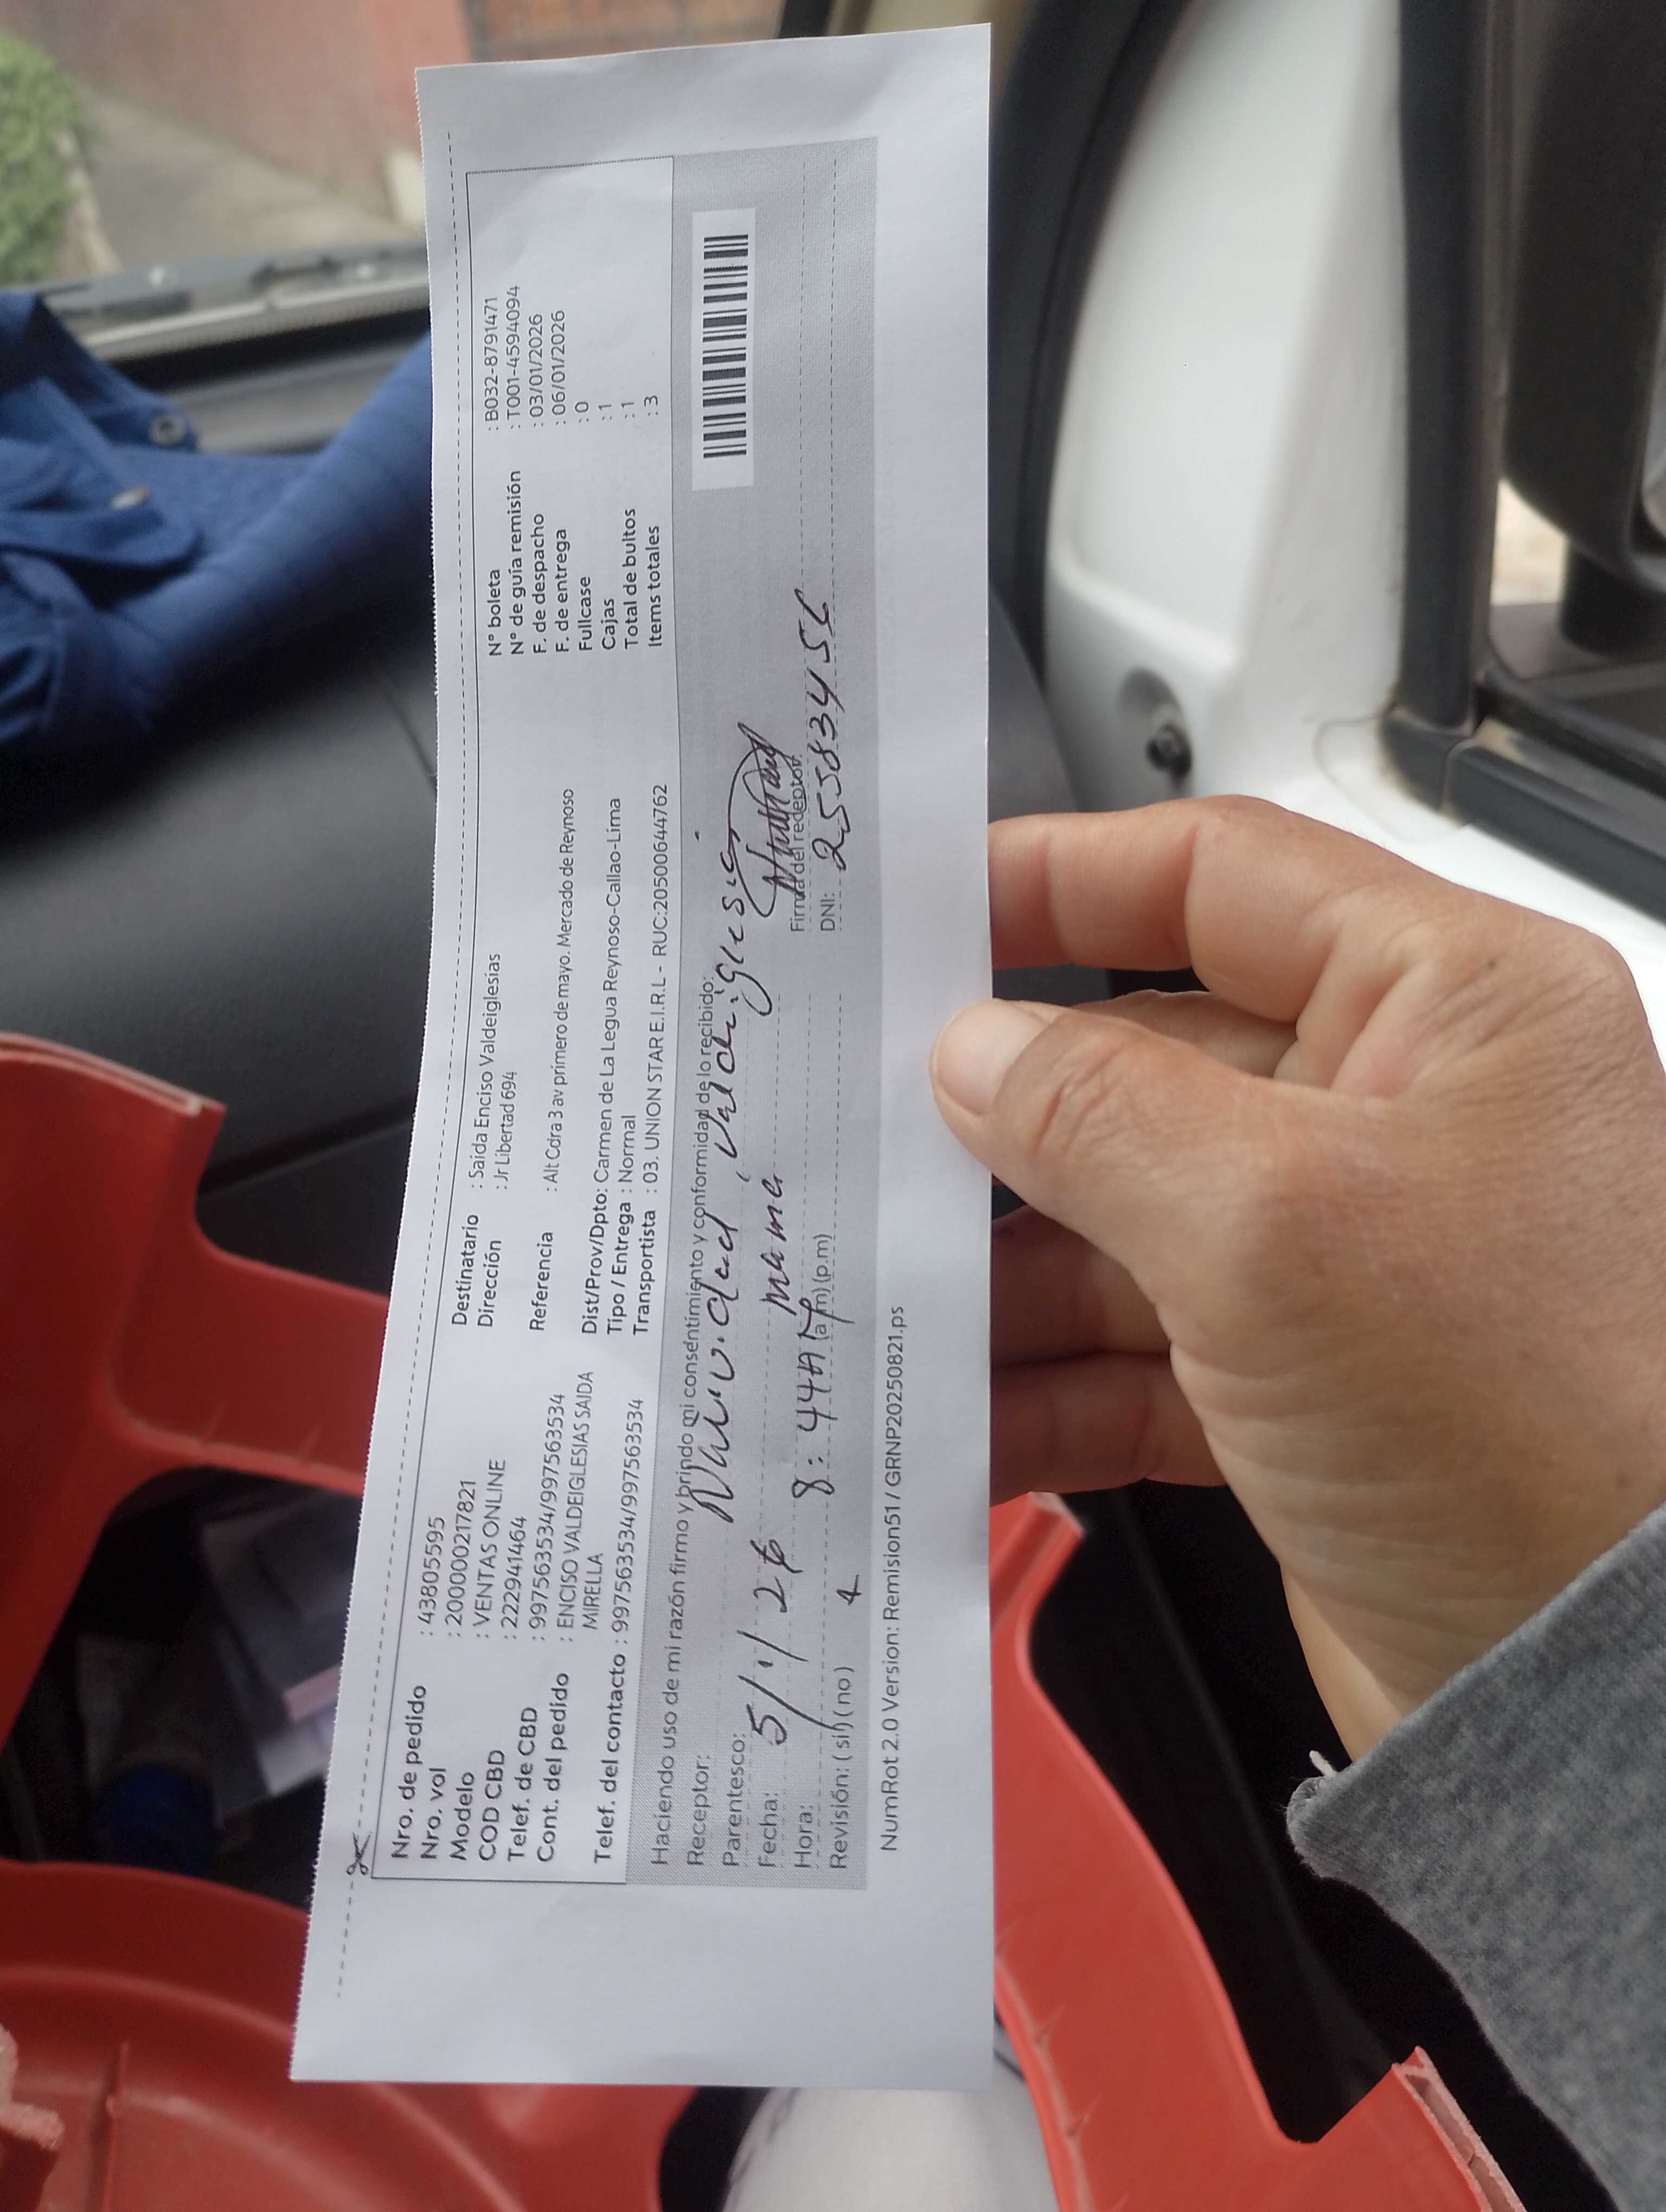 Nro. de pedido : 43805595
Nro. vol : 2000000217821
Modelo : VENTAS ONLINE
COD CBD : 222941464
Telef. de CBD : 997563534/997563534
Cont. del pedido : ENCISO VALDEIGLESIAS SAIDA
MIRELLA
Telef. del contacto : 997563534/997563534
Destinatario : Saida Enciso Valdeiglesias
Dirección : Jr Libertad 694
Referencia : Alt Cdra 3 av primero de mayo. Mercado de Reynoso
Dist/Prov/Dpto: Carmen de La Legua Reynoso-Callao-Lima
Tipo / Entrega : Normal
Transportista : 03. UNION STAR E.I.R.L - RUC:20500644762
N° boleta : B032-8791471
N° de guía remisión : T001-4594094
F. de despacho : 03/01/2026
F. de entrega : 06/01/2026
Fullcase : 0
Cajas : 1
Total de bultos : 1
Items totales : 3
Haciendo uso de mi razón firmo y brindo mi consentimiento y conformidad de lo recibido:
Receptor: Valdeiglesias
Parentesco: mama
Fecha: 5/1/26
Hora: 8:44 (a.m) (p.m)
Revisión: (si) (no)
Firma del receptor:
DNI:
NumRot 2.0 Version: Remision51 / GRNP20250821.ps